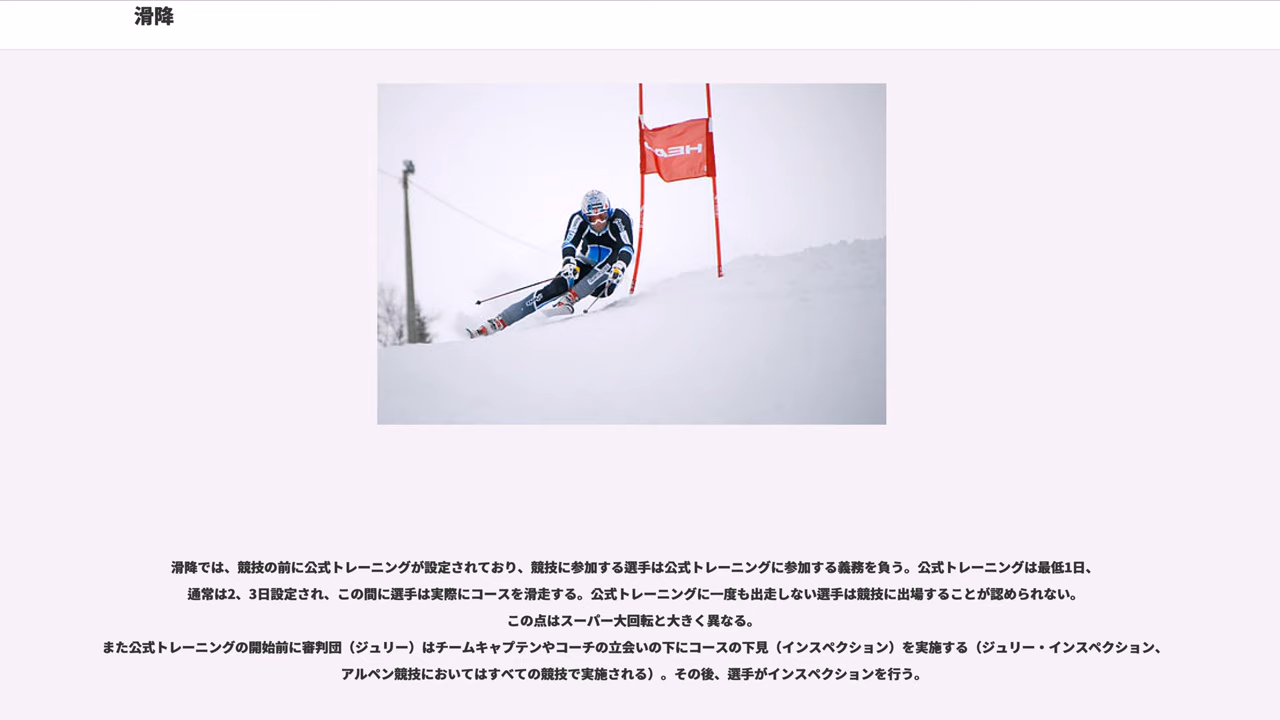 滑降
HEAD
滑降では、競技の前に公式トレーニングが設定されており、競技に参加する選手は公式トレーニングに参加する義務を負う。公式トレーニングは最低1日、
通常は2、3日設定され、この間に選手は実際にコースを滑走する。公式トレーニングに一度も出走しない選手は競技に出場することが認められない。
この点はスーパー大回転と大きく異なる。
また公式トレーニングの開始前に審判団（ジュリー）はチームキャプテンやコーチの立会いの下にコースの下見（インスペクション）を実施する（ジュリー・インスペクション、
アルペン競技においてはすべての競技で実施される）。その後、選手がインスペクションを行う。